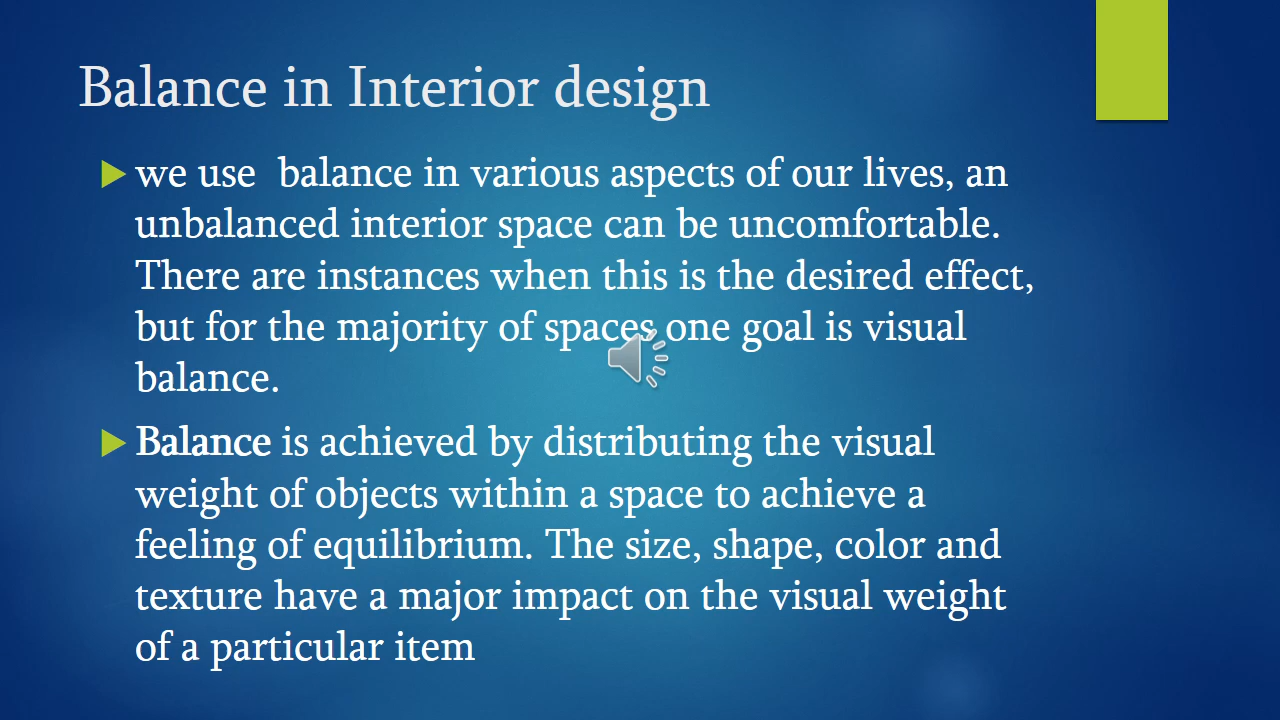 Balance in Interior design
we use  balance in various aspects of our lives, an
unbalanced interior space can be uncomfortable.
There are instances when this is the desired effect,
but for the majority of spaces one goal is visual
balance.
Balance is achieved by distributing the visual
weight of objects within a space to achieve a
feeling of equilibrium. The size, shape, color and
texture have a major impact on the visual weight
of a particular item